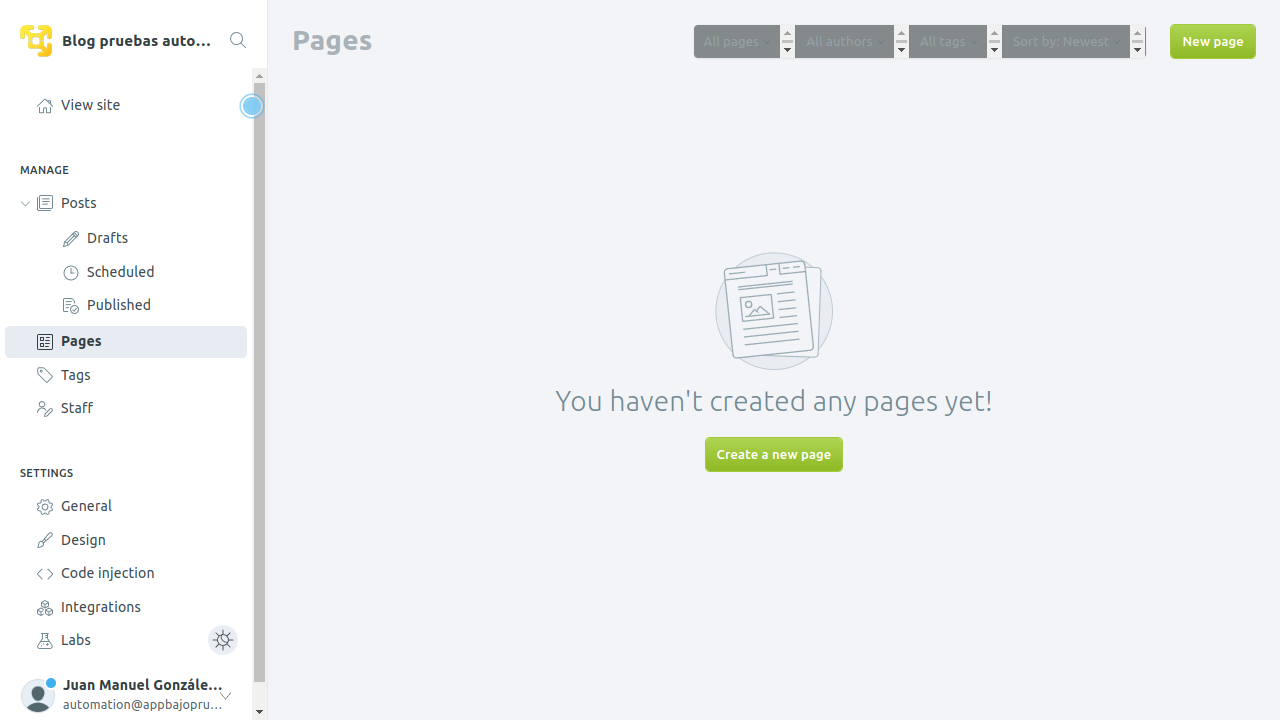 Blog pruebas auto...
View site
MANAGE
Posts
Drafts
Scheduled
Published
Pages
Tags
Staff
SETTINGS
General
Design
Code injection
Integrations
Labs
Juan Manuel Gonzále...
automation@appbajopru...
Pages
All pages
All authors
All tags
Sort by: Newest
New page
You haven't created any pages yet!
Create a new page